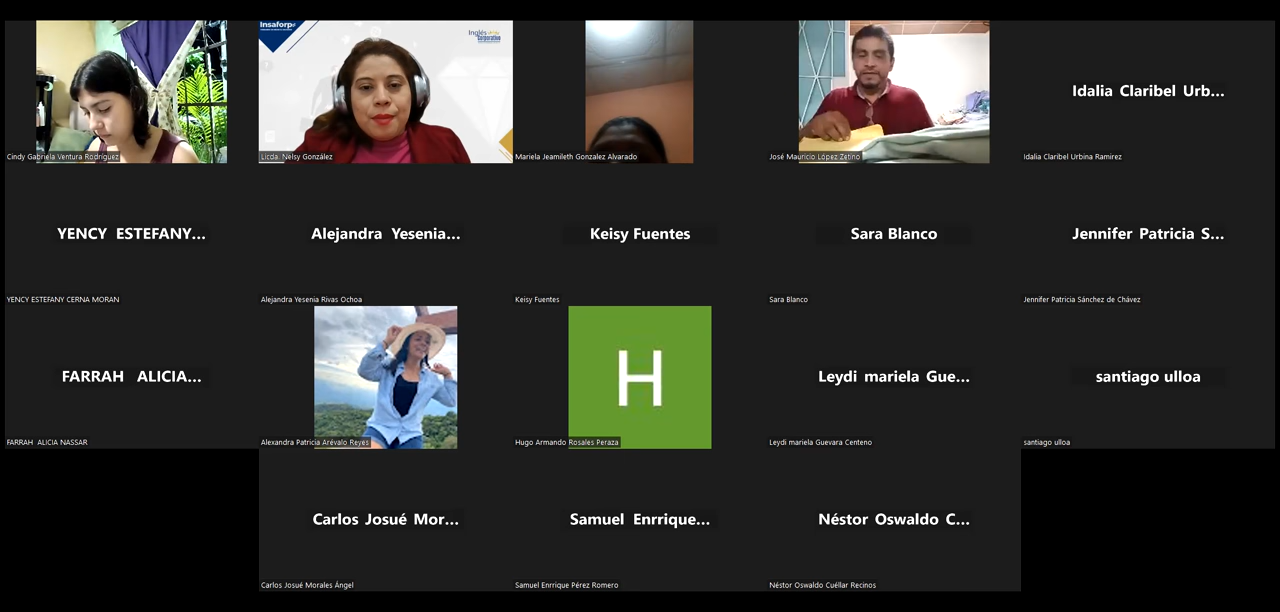 Insaforp
Inglés
Corporativo
Cindy Gabriela Ventura Rodríguez
Licda. Nelsy González
Mariela Jeamileth Gonzalez Alvarado
José Mauricio López Zetino
Idalia Claribel Urb...
Idalia Claribel Urbina Ramirez
YENCY ESTEFANY...
YENCY ESTEFANY CERNA MORAN
Alejandra Yesenia...
Alejandra Yesenia Rivas Ochoa
Keisy Fuentes
Keisy Fuentes
Sara Blanco
Sara Blanco
Jennifer Patricia S...
Jennifer Patricia Sánchez de Chávez
FARRAH ALICIA...
FARRAH ALICIA NASSAR
Alexandra Patricia Arévalo Reyes
H
Hugo Armando Rosales Peraza
Leydi mariela Gue...
Leydi mariela Guevara Centeno
santiago ulloa
santiago ulloa
Carlos Josué Mor...
Carlos Josué Morales Ángel
Samuel Enrrique...
Samuel Enrrique Pérez Romero
Néstor Oswaldo C...
Néstor Oswaldo Cuéllar Recinos